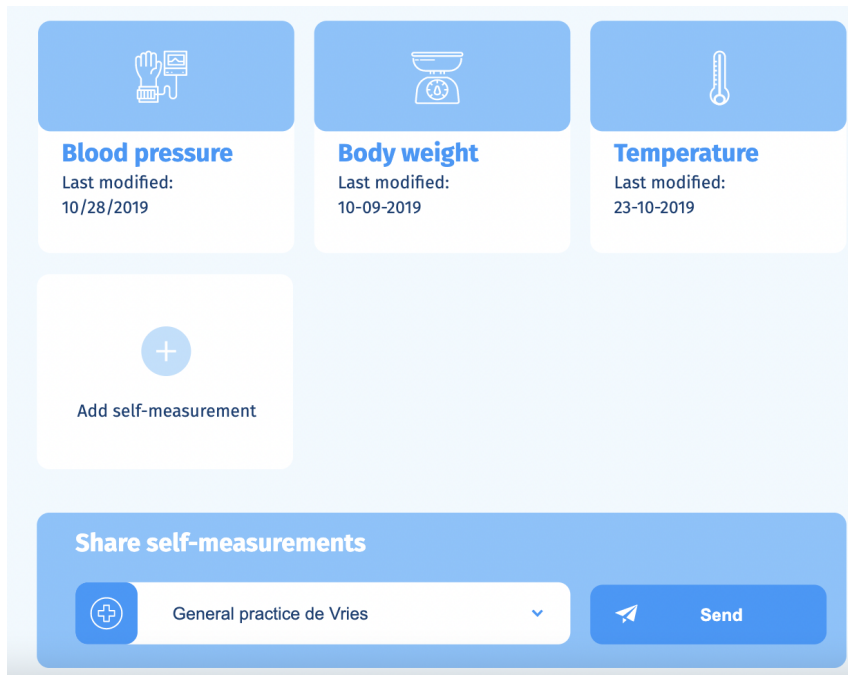 Blood pressure
Last modified:
10/28/2019
Body weight
Last modified:
10-09-2019
Temperature
Last modified:
23-10-2019
Add self-measurement
Share self-measurements
General practice de Vries
Send